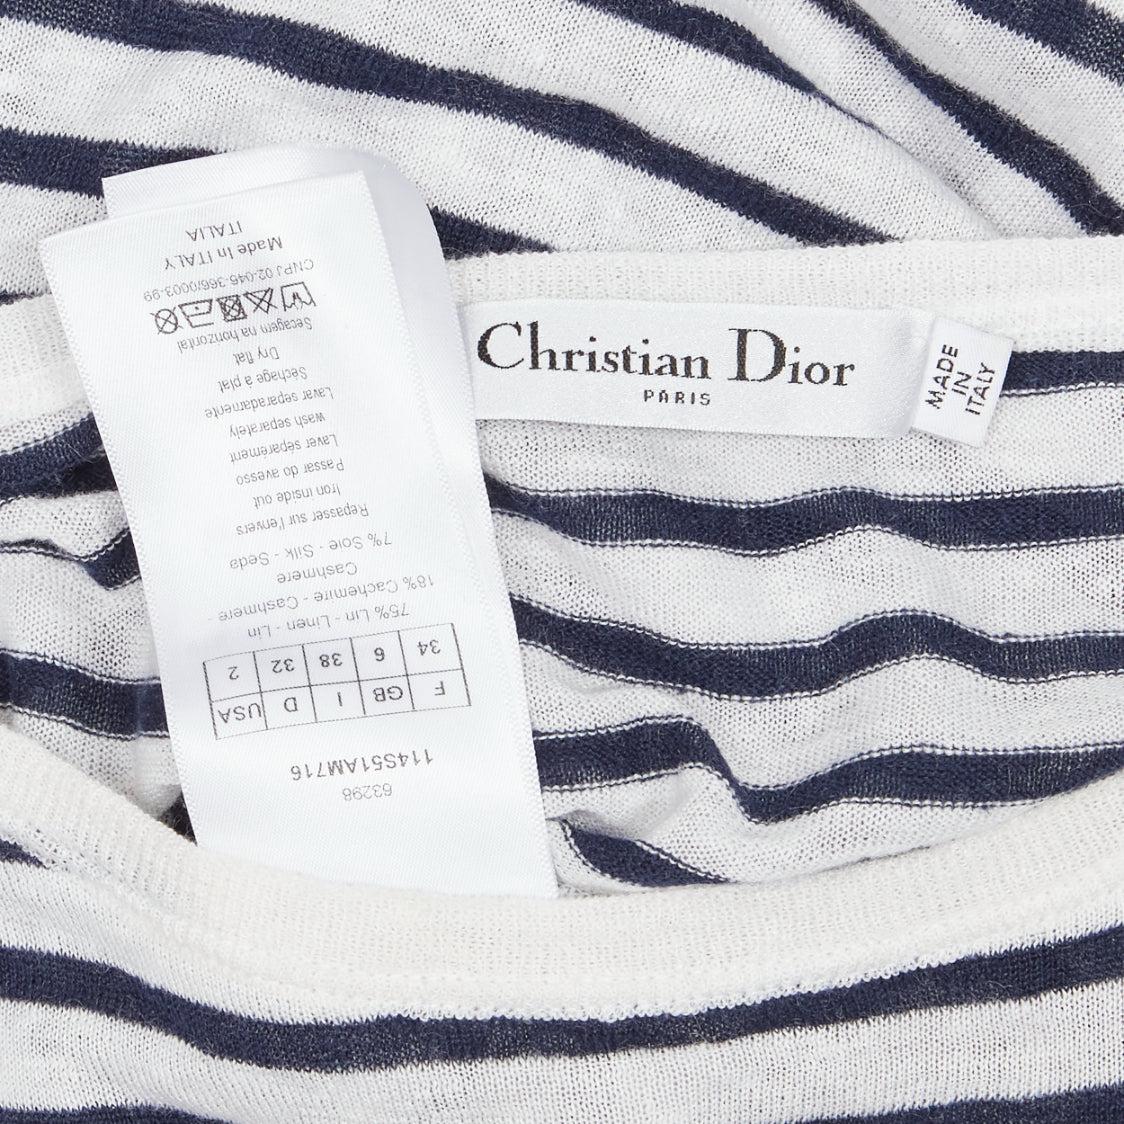 Christian Dior
PARIS
MADE
IN
ITALY
63298
114S51AM716
F GB I D USA
34 6 38 32 2
75% Lin - Linen - Lin
18% Cachemire - Cashmere -
Cashmere
7% Soie - Silk - Seda
Repasser sur l'envers
Iron inside out
Passar do avesso
Laver séparément
wash separely
Lavar separadamente
Séchage à plat
Dry flat
Secagem na horizontal
CNPJ 02-046-366/0003-99
Made In ITALY
ITALIA